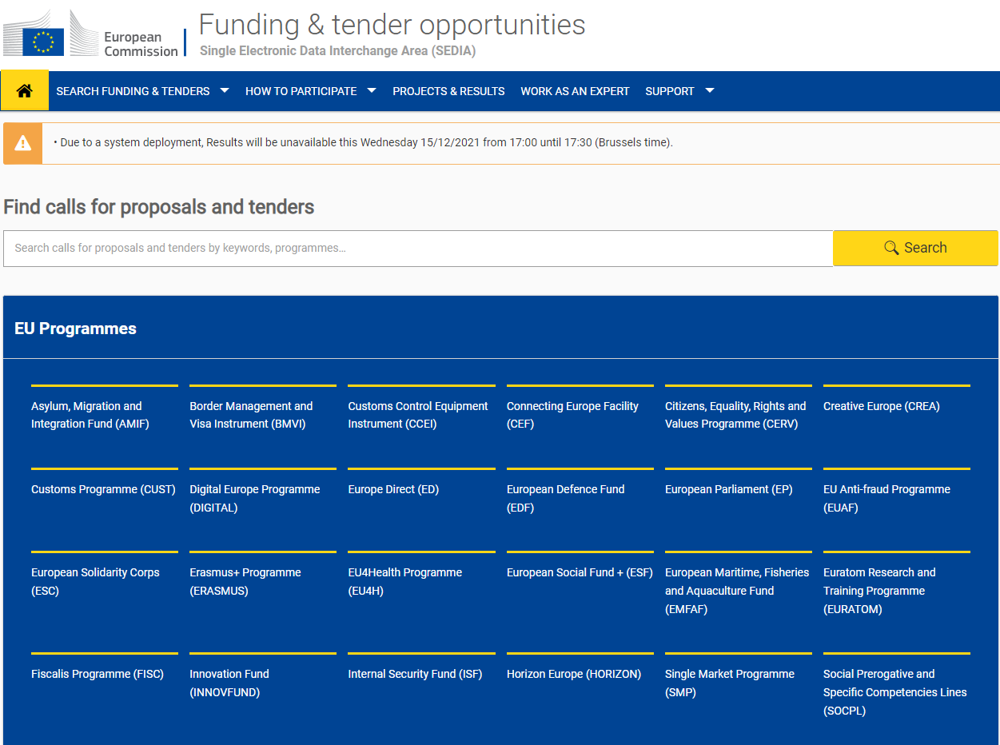 European
Commission
Funding & tender opportunities
Single Electronic Data Interchange Area (SEDIA)
SEARCH FUNDING & TENDERS HOW TO PARTICIPATE PROJECTS & RESULTS WORK AS AN EXPERT SUPPORT
• Due to a system deployment, Results will be unavailable this Wednesday 15/12/2021 from 17:00 until 17:30 (Brussels time).
Find calls for proposals and tenders
Search calls for proposals and tenders by keywords, programmes...
Search
EU Programmes
Asylum, Migration and
Integration Fund (AMIF)
Border Management and
Visa Instrument (BMVI)
Customs Control Equipment
Instrument (CCEI)
Connecting Europe Facility
(CEF)
Citizens, Equality, Rights and
Values Programme (CERV)
Creative Europe (CREA)
Customs Programme (CUST)
Digital Europe Programme
(DIGITAL)
Europe Direct (ED)
European Defence Fund
(EDF)
European Parliament (EP)
EU Anti-fraud Programme
(EUAF)
European Solidarity Corps
(ESC)
Erasmus+ Programme
(ERASMUS)
EU4Health Programme
(EU4H)
European Social Fund + (ESF)
European Maritime, Fisheries
and Aquaculture Fund
(EMFAF)
Euratom Research and
Training Programme
(EURATOM)
Fiscalis Programme (FISC)
Innovation Fund
(INNOVFUND)
Internal Security Fund (ISF)
Horizon Europe (HORIZON)
Single Market Programme
(SMP)
Social Prerogative and
Specific Competencies Lines
(SOCPL)